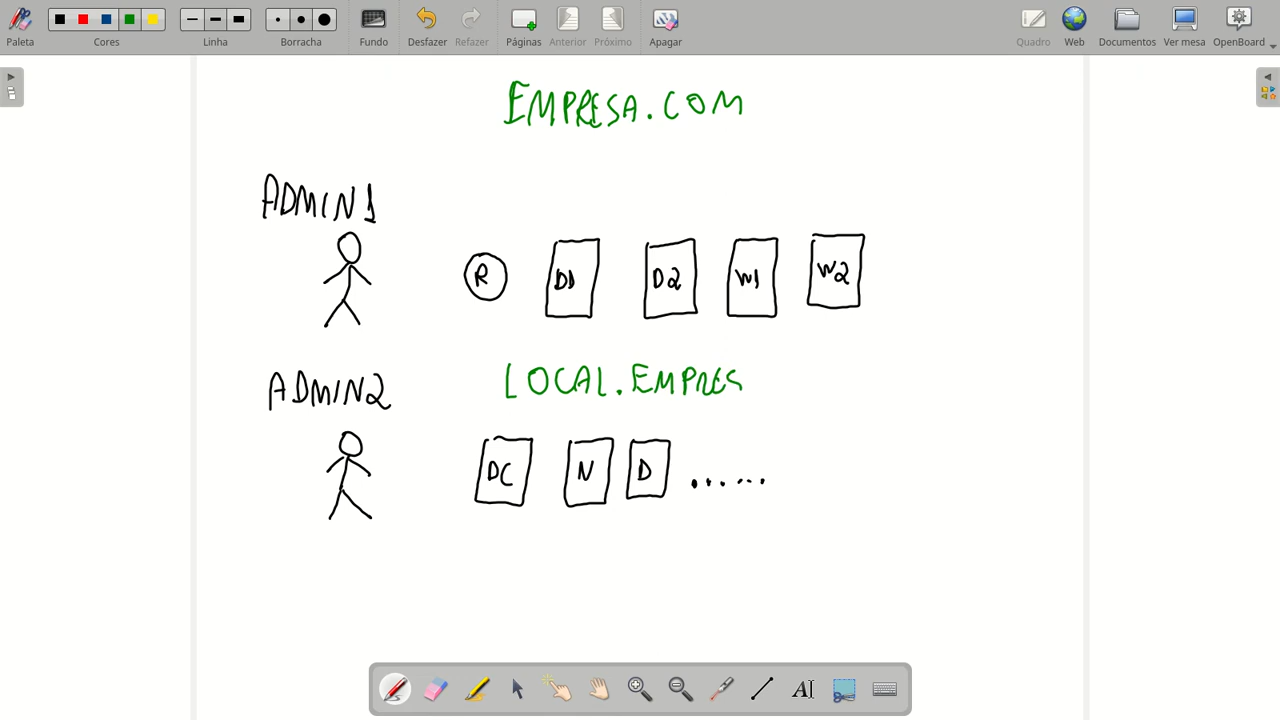 Paleta Cores Linha Borracha Fundo Desfazer Refazer Páginas Anterior Próximo Apagar Quadro Web Documentos Ver mesa OpenBoard
EMPRESA.COM
ADMIN1
R D1 D2 W1 W2
LOCAL.EMPRES
ADMIN2
DC N D ......
AI